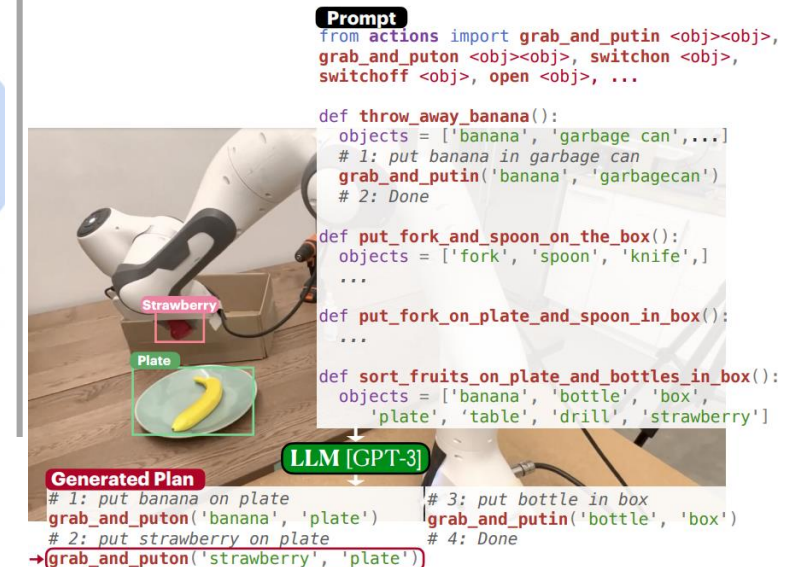 Prompt
from actions import grab_and_putin <obj><obj>,
grab_and_puton <obj><obj>, switchon <obj>,
switchoff <obj>, open <obj>, ...
def throw_away_banana():
objects = ['banana', 'garbage can',...]
# 1: put banana in garbage can
grab_and_putin('banana', 'garbagecan')
# 2: Done
def put_fork_and_spoon_on_the_box():
objects = ['fork', 'spoon', 'knife',]
...
def put_fork_on_plate_and_spoon_in_box():
...
def sort_fruits_on_plate_and_bottles_in_box():
objects = ['banana', 'bottle', 'box',
'plate', 'table', 'drill', 'strawberry']
Strawberry
Plate
LLM [GPT-3]
Generated Plan
# 1: put banana on plate
grab_and_puton('banana', 'plate')
# 2: put strawberry on plate
→grab_and_puton('strawberry', 'plate')
# 3: put bottle in box
grab_and_putin('bottle', 'box')
# 4: Done